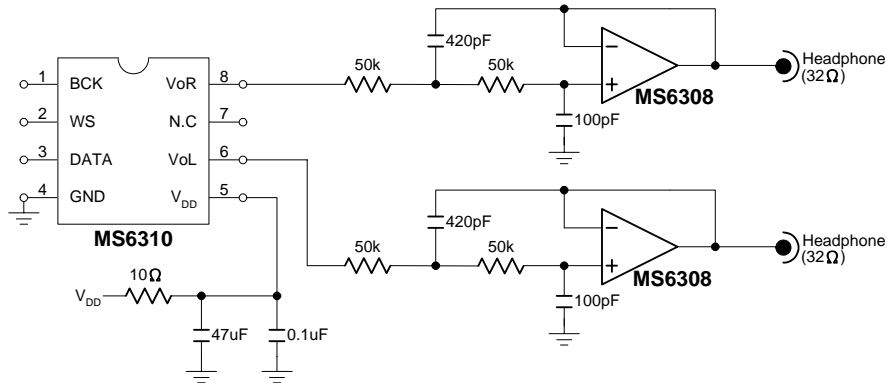 420pF
50k
50k
Headphone
(32Ω)
MS6308
100pF
1 BCK VoR 8
2 WS N.C 7
3 DATA VoL 6
4 GND VDD 5
MS6310
420pF
50k
50k
Headphone
(32Ω)
MS6308
100pF
10Ω
VDD
47uF
0.1uF